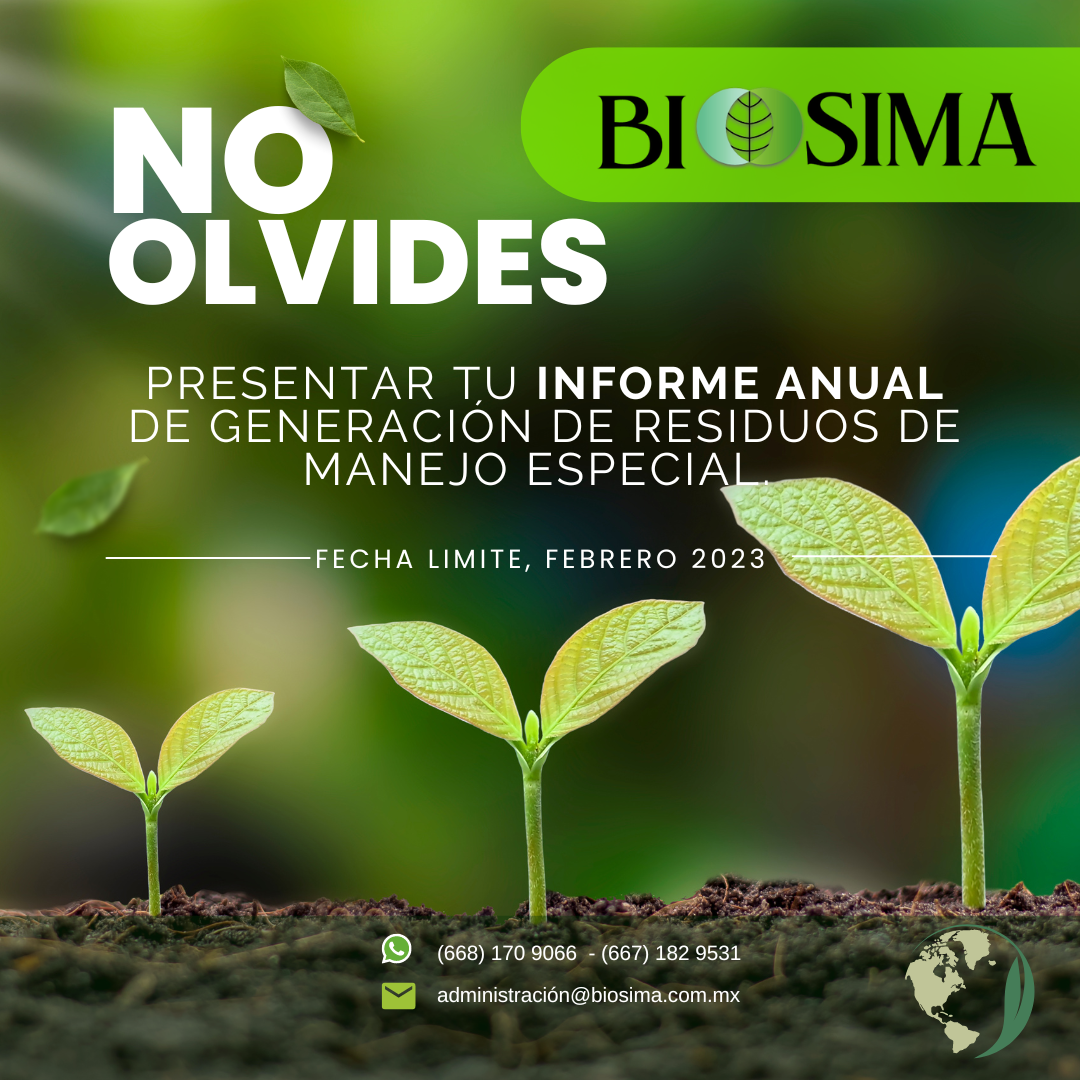 BIOSIMA
NO
OLVIDES
PRESENTAR TU INFORME ANUAL
DE GENERACIÓN DE RESIDUOS DE
MANEJO ESPECIAL.
FECHA LIMITE, FEBRERO 2023
(668) 170 9066 - (667) 182 9531
administración@biosima.com.mx